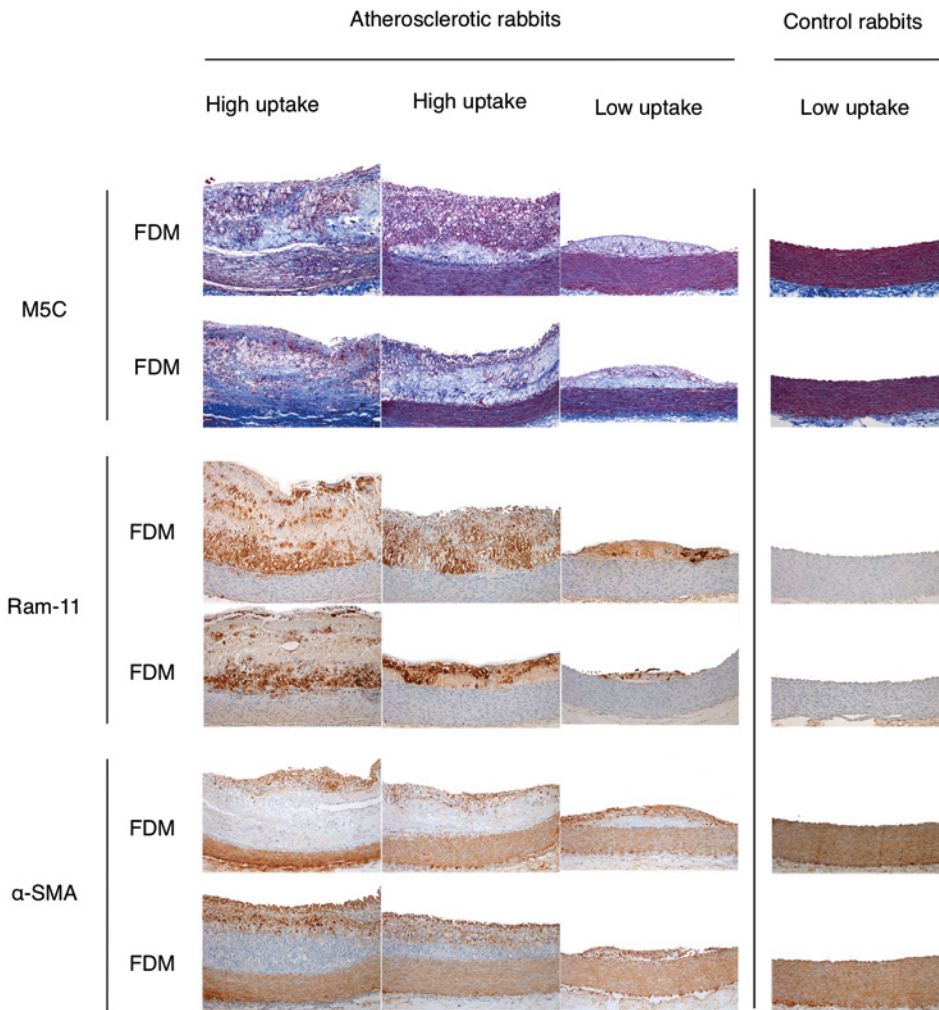 Atherosclerotic rabbits
Control rabbits
High uptake
High uptake
Low uptake
Low uptake
FDM
M5C
FDM
FDM
Ram-11
FDM
FDM
α-SMA
FDM